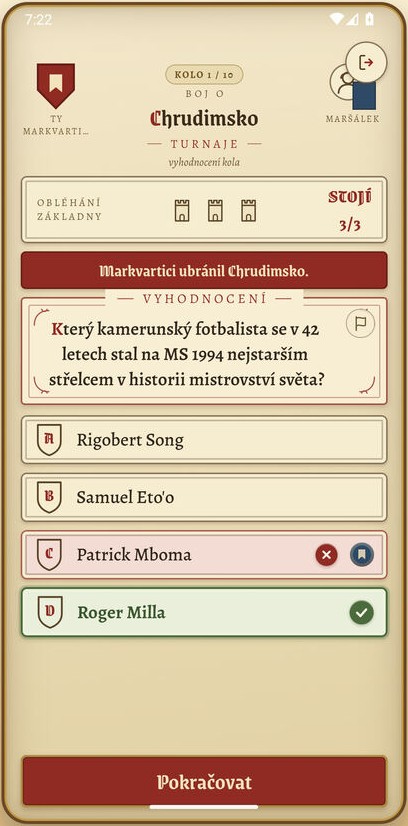 7:22
KOLO 1 / 10
BOJ O
Chrudimsko
TURNAJE
vyhodnocení kola
TY
MARKVARTI…
MARŠÁLEK
OBLÉHÁNÍ
ZÁKLADNY
STOJÍ
3/3
Markvartici ubránil Chrudimsko.
VYHODNOCENÍ
Který kamerunský fotbalista se v 42
letech stal na MS 1994 nejstarším
střelcem v historii mistrovství světa?
A Rigobert Song
B Samuel Eto'o
C Patrick Mboma
D Roger Milla
Pokračovat